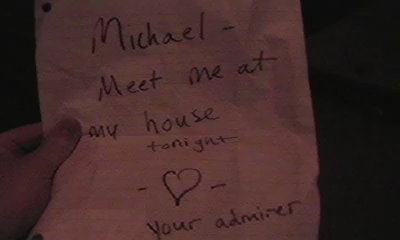 Michael -
Meet me at
my house
tonight
- ♡ -
your admirer